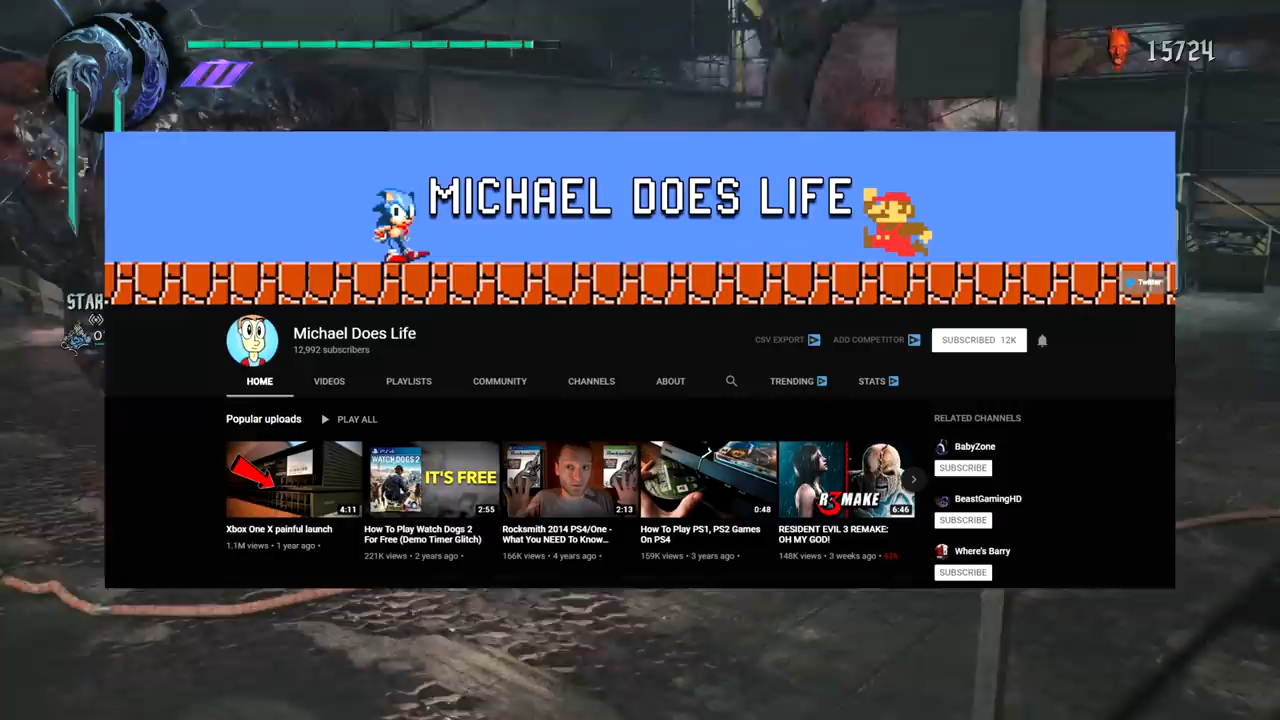 15724
MICHAEL DOES LIFE
Twitter
STAR
Michael Does Life
12,992 subscribers
CSV EXPORT
ADD COMPETITOR
SUBSCRIBED 12K
HOME
VIDEOS
PLAYLISTS
COMMUNITY
CHANNELS
ABOUT
TRENDING
STATS
Popular uploads
PLAY ALL
RELATED CHANNELS
4:11
Xbox One X painful launch
1.1M views • 1 year ago •
WATCH DOGS 2
IT'S FREE
2:55
How To Play Watch Dogs 2
For Free (Demo Timer Glitch)
221K views • 2 years ago •
2:13
Rocksmith 2014 PS4/One -
What You NEED To Know...
166K views • 4 years ago •
0:48
How To Play PS1, PS2 Games
On PS4
159K views • 3 years ago •
R3MAKE
6:46
RESIDENT EVIL 3 REMAKE:
OH MY GOD!
148K views • 3 weeks ago •
BabyZone
SUBSCRIBE
BeastGamingHD
SUBSCRIBE
Where's Barry
SUBSCRIBE